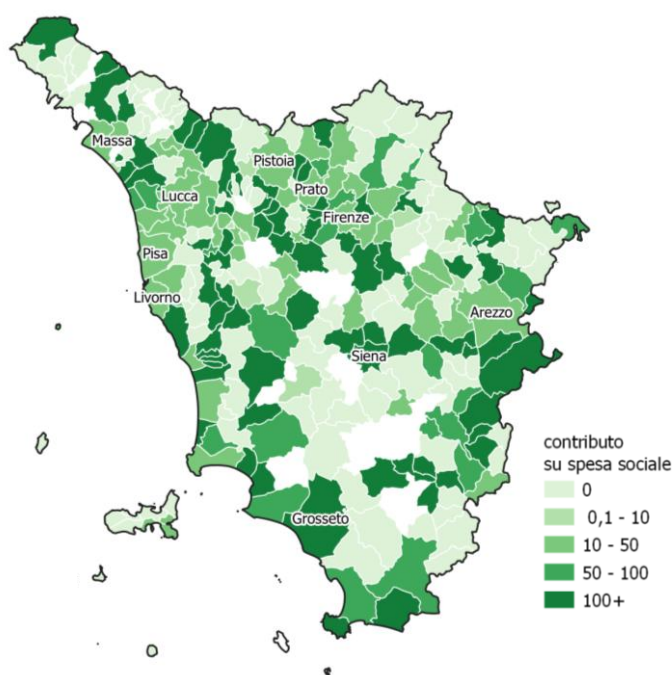 Massa
Pistoia
Prato
Lucca
Firenze
Pisa
Livorno
Arezzo
Siena
Grosseto
contributo
su spesa sociale
0
0,1 - 10
10 - 50
50 - 100
100+